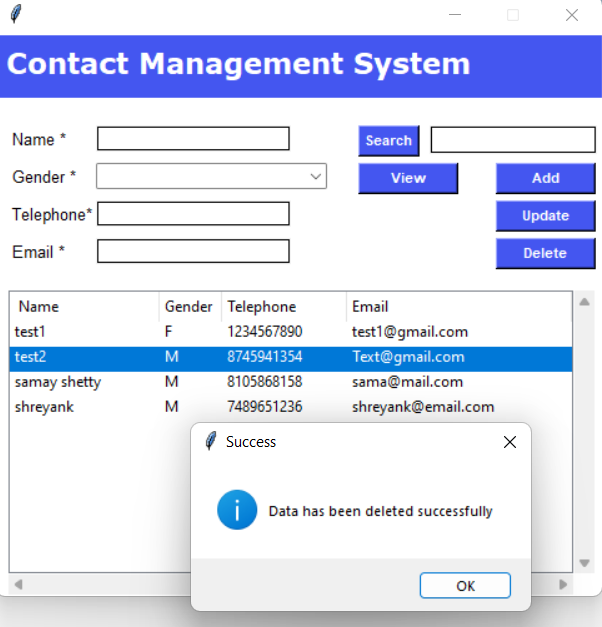 Contact Management System
Name *
Search
Gender *
View
Add
Telephone*
Update
Email *
Delete
Name Gender Telephone Email
test1 F 1234567890 test1@gmail.com
test2 M 8745941354 Text@gmail.com
samay shetty M 8105868158 sama@mail.com
shreyank M 7489651236 shreyank@email.com
Success
Data has been deleted successfully
OK